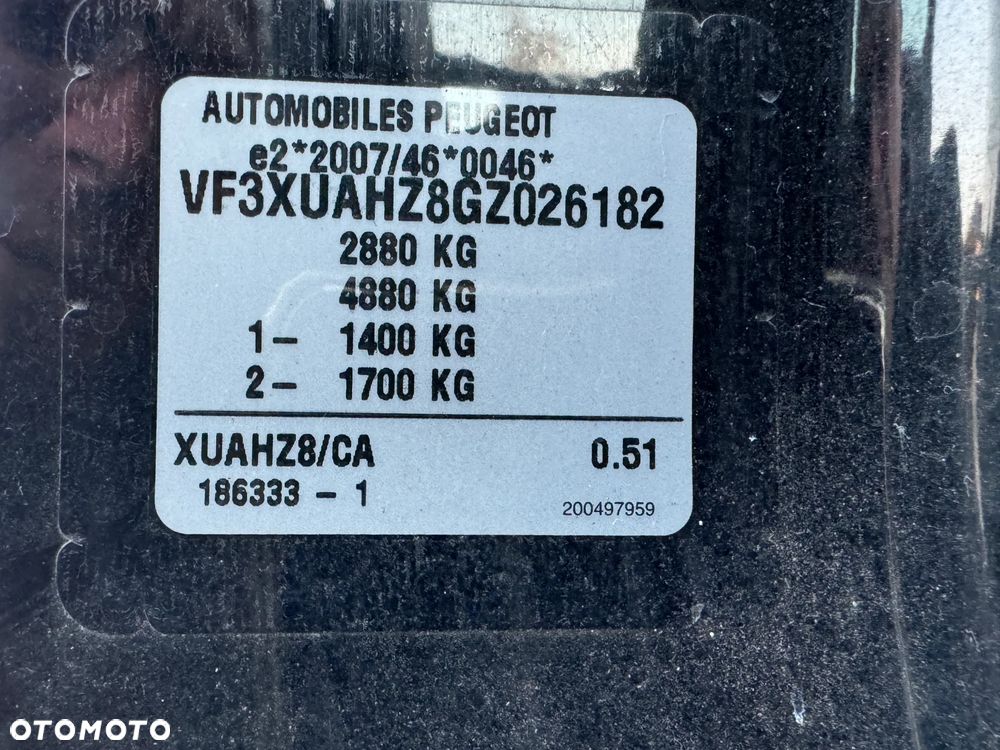 AUTOMOBILES PEUGEOT
e2*2007/46*0046*
VF3XUAHZ8GZ026182
2880 KG
4880 KG
1- 1400 KG
2- 1700 KG
XUAHZ8/CA 0.51
186333 - 1 200497959
OTOMOTO